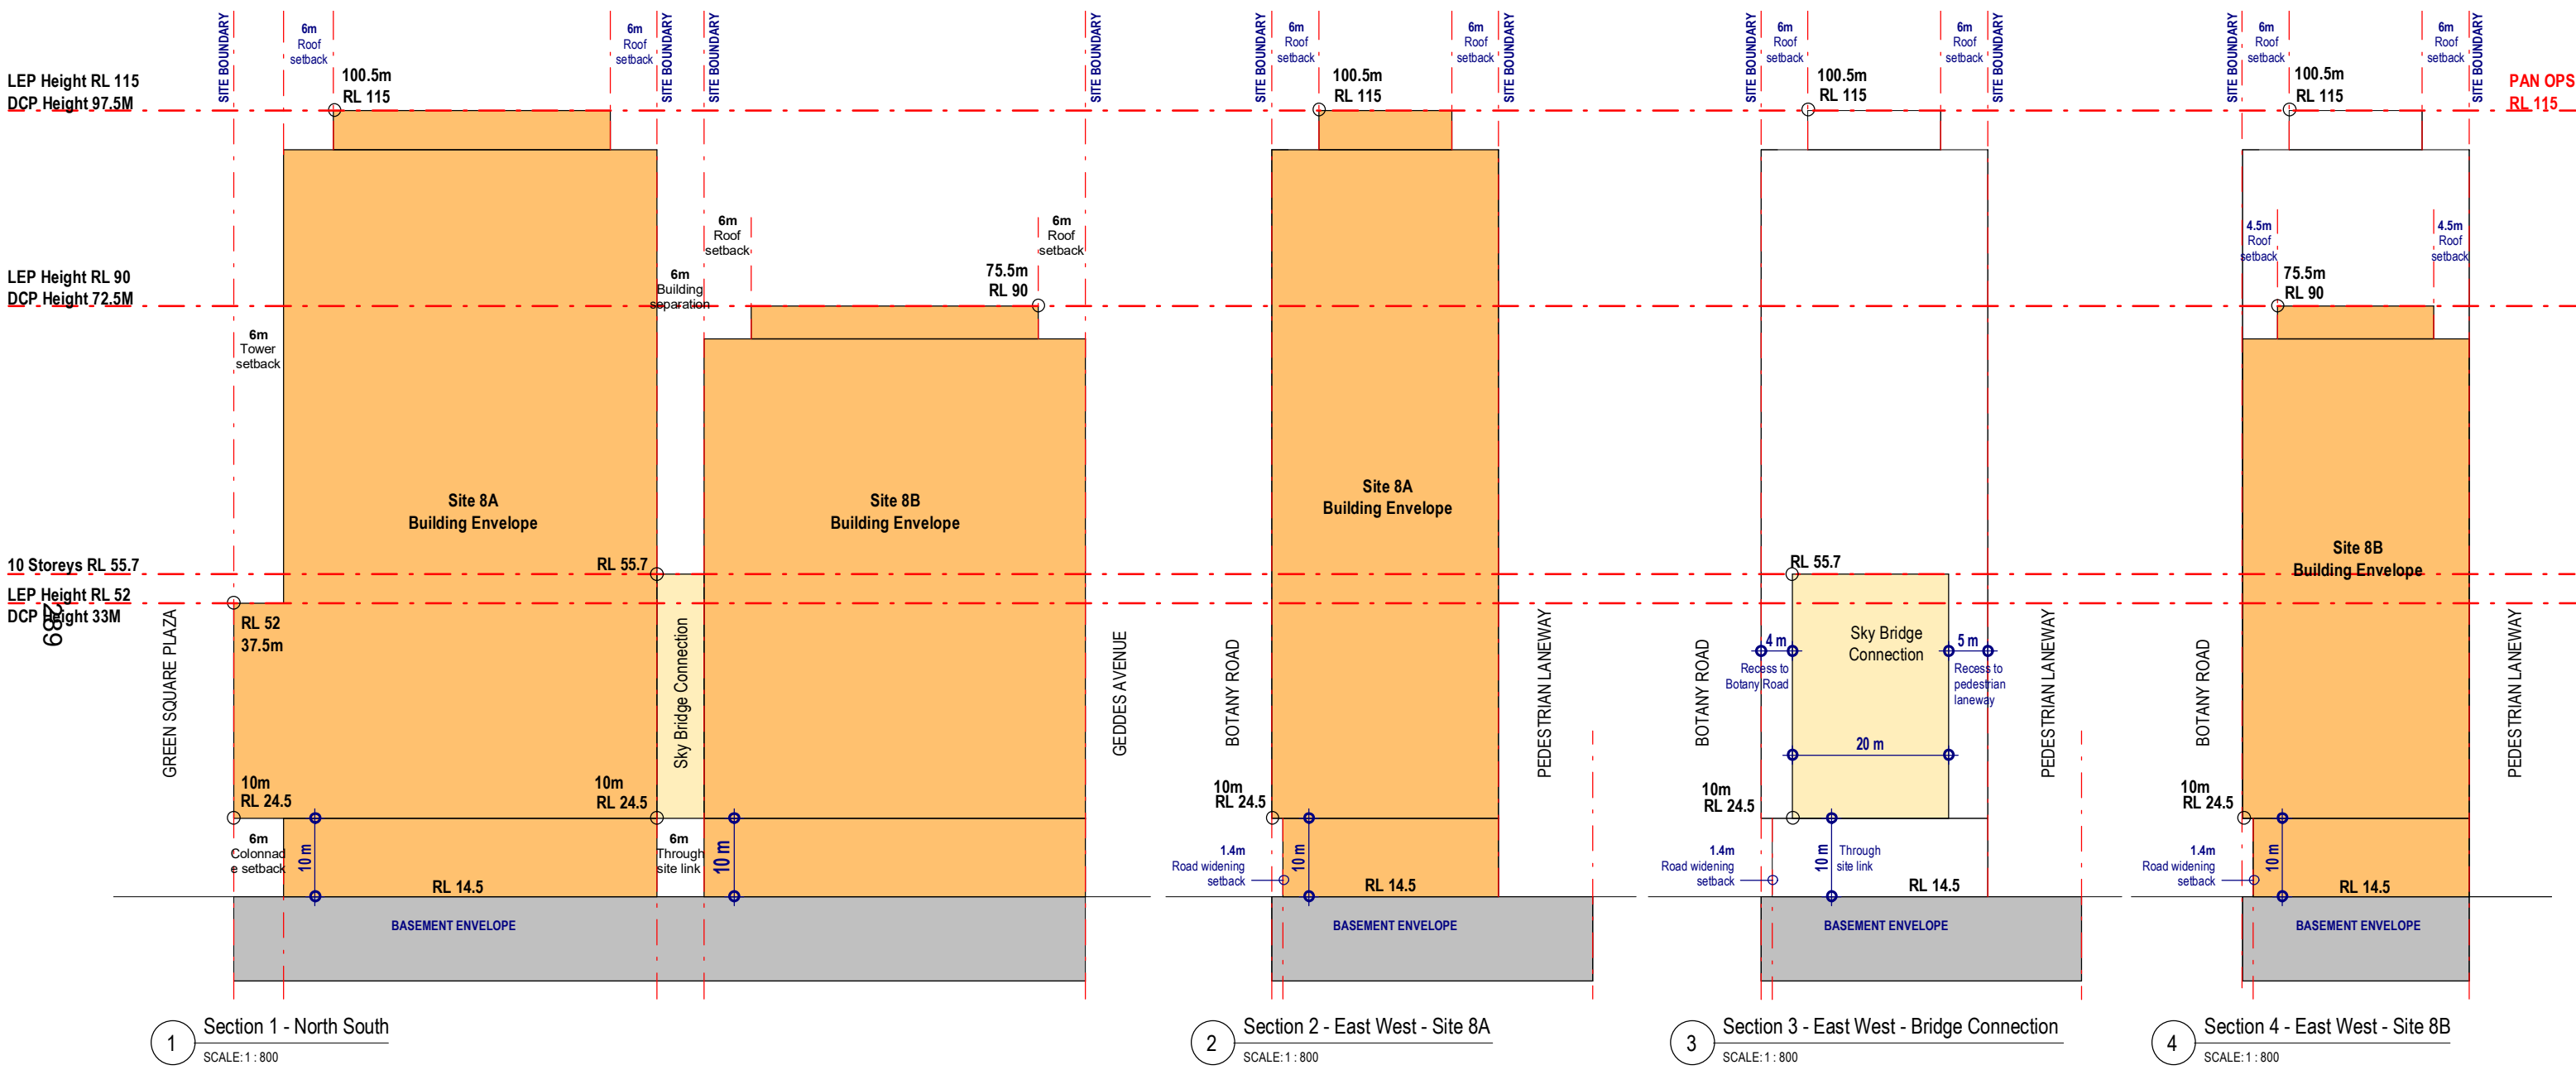 SITE BOUNDARY
6m
Roof
setback
6m
Roof
setback
SITE BOUNDARY
SITE BOUNDARY
SITE BOUNDARY
SITE BOUNDARY
6m
Roof
setback
6m
Roof
setback
SITE BOUNDARY
SITE BOUNDARY
6m
Roof
setback
6m
Roof
setback
SITE BOUNDARY
SITE BOUNDARY
6m
Roof
setback
6m
Roof
setback
SITE BOUNDARY
LEP Height RL 115
DCP Height 97.5M
100.5m
RL 115
100.5m
RL 115
100.5m
RL 115
100.5m
RL 115
PAN OPS
RL 115
LEP Height RL 90
DCP Height 72.5M
6m
Tower
setback
6m
Building
separation
6m
Roof
setback
6m
Roof
setback
75.5m
RL 90
4.5m
Roof
setback
4.5m
Roof
setback
75.5m
RL 90
Site 8A
Building Envelope
Site 8B
Building Envelope
Site 8A
Building Envelope
Site 8B
Building Envelope
10 Storeys RL 55.7
RL 55.7
RL 55.7
LEP Height RL 52
DCP Height 33M
289
GREEN SQUARE PLAZA
RL 52
37.5m
Sky Bridge Connection
GEDDES AVENUE
BOTANY ROAD
PEDESTRIAN LANEWAY
BOTANY ROAD
4 m
Recess to
Botany Road
Sky Bridge
Connection
5 m
Recess to
pedestrian
laneway
20 m
PEDESTRIAN LANEWAY
BOTANY ROAD
PEDESTRIAN LANEWAY
10m
RL 24.5
10m
RL 24.5
10m
RL 24.5
10m
RL 24.5
10m
RL 24.5
6m
Colonnad
e setback
10 m
RL 14.5
6m
Through
site link
10 m
1.4m
Road widening
setback
10 m
RL 14.5
1.4m
Road widening
setback
10 m
Through
site link
RL 14.5
1.4m
Road widening
setback
10 m
RL 14.5
BASEMENT ENVELOPE
BASEMENT ENVELOPE
BASEMENT ENVELOPE
BASEMENT ENVELOPE
1
Section 1 - North South
SCALE: 1 : 800
2
Section 2 - East West - Site 8A
SCALE: 1 : 800
3
Section 3 - East West - Bridge Connection
SCALE: 1 : 800
4
Section 4 - East West - Site 8B
SCALE: 1 : 800